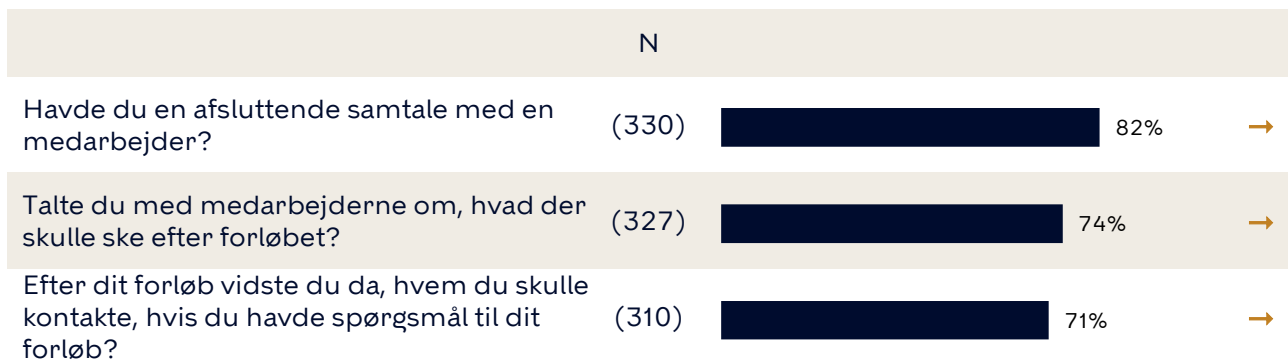 N
Havde du en afsluttende samtale med en
medarbejder?
(330)
82%
→
Talte du med medarbejderne om, hvad der
skulle ske efter forløbet?
(327)
74%
→
Efter dit forløb vidste du da, hvem du skulle
kontakte, hvis du havde spørgsmål til dit
forløb?
(310)
71%
→